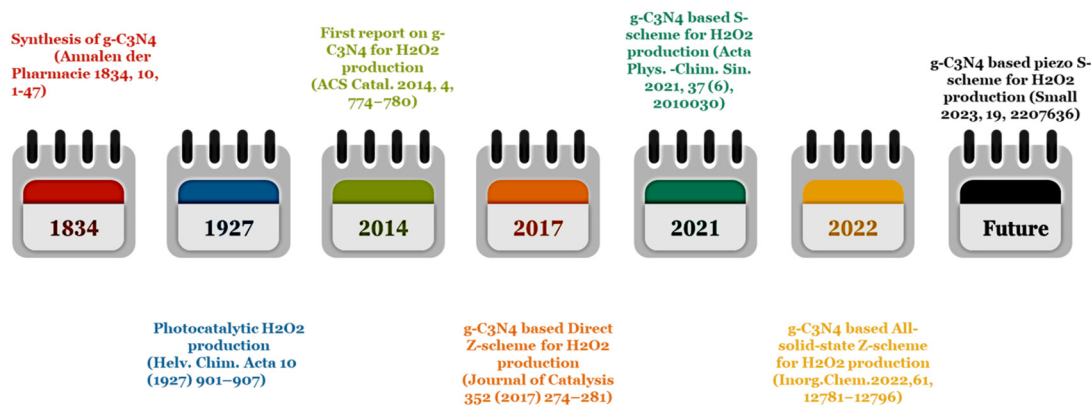 Synthesis of g-C3N4
(Annalen der
Pharmacie 1834, 10,
1-47)
First report on g-
C3N4 for H2O2
production
(ACS Catal. 2014, 4,
774–780)
g-C3N4 based S-
scheme for H2O2
production (Acta
Phys. -Chim. Sin.
2021, 37 (6),
2010030)
g-C3N4 based piezo S-
scheme for H2O2
production (Small
2023, 19, 2207636)
1834
1927
2014
2017
2021
2022
Future
Photocatalytic H2O2
production
(Helv. Chim. Acta 10
(1927) 901–907)
g-C3N4 based Direct
Z-scheme for H2O2
production
(Journal of Catalysis
352 (2017) 274–281)
g-C3N4 based All-
solid-state Z-scheme
for H2O2 production
(Inorg.Chem.2022,61,
12781–12796)